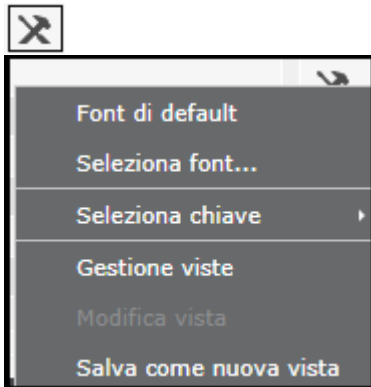 Font di default
Seleziona font...
Seleziona chiave
Gestione viste
Modifica vista
Salva come nuova vista